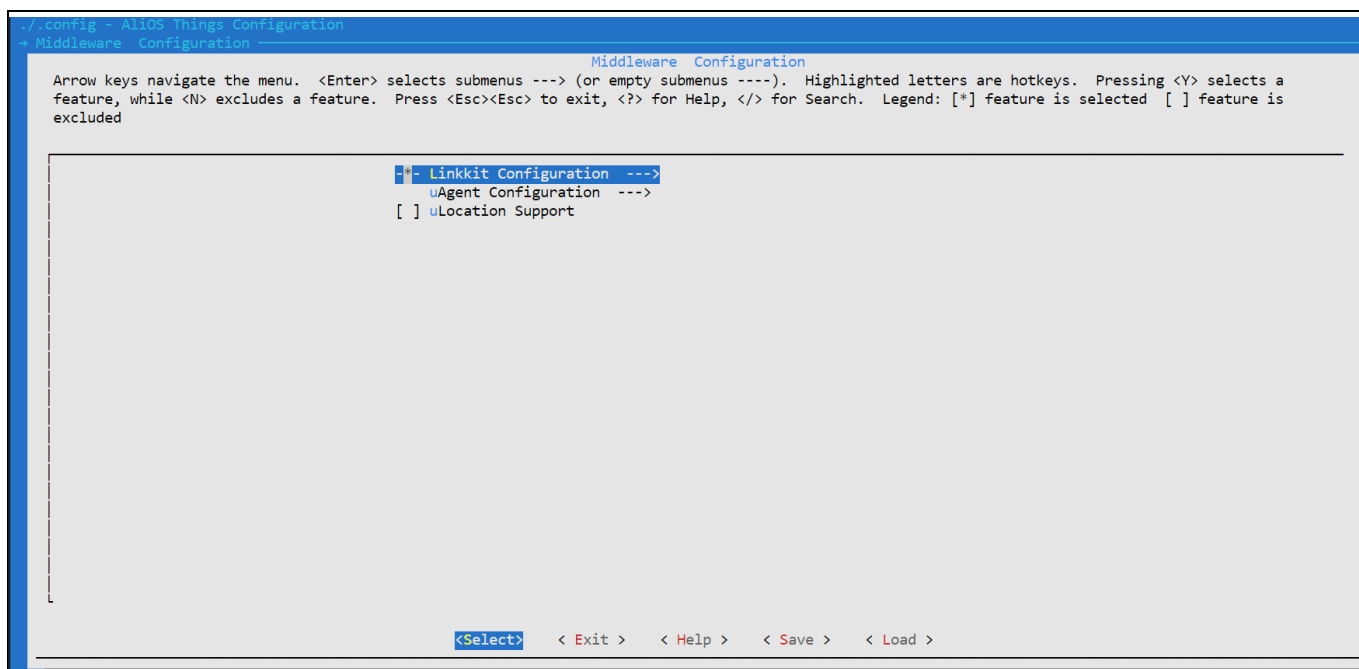 ./.config - AliOS Things Configuration
→ Middleware  Configuration
Middleware  Configuration
Arrow keys navigate the menu.  <Enter> selects submenus ---> (or empty submenus ----).  Highlighted letters are hotkeys.  Pressing <Y> selects a
feature, while <N> excludes a feature.  Press <Esc><Esc> to exit, <?> for Help, </> for Search.  Legend: [*] feature is selected  [ ] feature is
excluded
-*- Linkkit Configuration  --->
uAgent Configuration  --->
[ ] uLocation Support
<Select>    < Exit >    < Help >    < Save >    < Load >